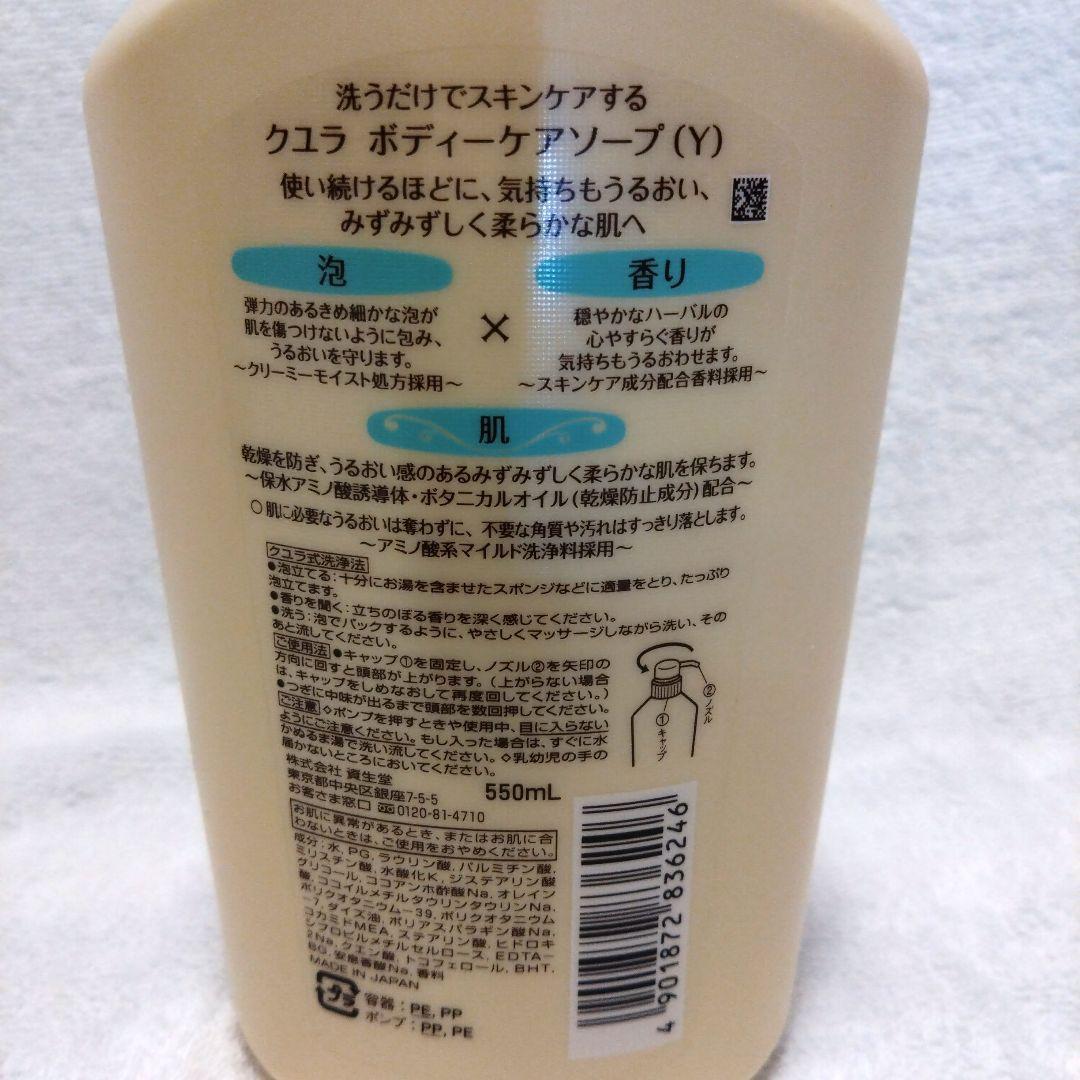 洗うだけでスキンケアする
クユラ ボディーケアソープ(Y)
使い続けるほどに、気持ちもうるおい、
みずみずしく柔らかな肌へ
泡
弾力のあるきめ細かな泡が
肌を傷つけないように包み、
うるおいを守ります。
~クリーミーモイスト処方採用~
×
香り
穏やかなハーバルの
心やすらぐ香りが
気持ちもうるおわせます。
~スキンケア成分配合香料採用~
肌
乾燥を防ぎ、うるおい感のあるみずみずしく柔らかな肌を保ちます。
~保水アミノ酸誘導体・ボタニカルオイル(乾燥防止成分)配合~
○肌に必要なうるおいは奪わずに、不要な角質や汚れはすっきり落とします。
~アミノ酸系マイルド洗浄料採用~
クユラ式洗浄法
●泡立てる:十分にお湯を含ませたスポンジなどに適量をとり、たっぷり
泡立てます。
●香りを聞く:立ちのぼる香りを深く感じてください。
●洗う:泡でパックするように、やさしくマッサージしながら洗い、その
あと流してください。
ご使用法 ●キャップ①を固定し、ノズル②を矢印の
方向に回すと頭部が上がります。(上がらない場合
は、キャップをしめなおして再度回してください。)
●つぎに中味が出るまで頭部を数回押してください。
ご注意 ◇ポンプを押すときや使用中、目に入らない
ようにご注意ください。もし入った場合は、すぐに水
かぬるま湯で洗い流してください。◇乳幼児の手の
届かないところにおいてください。
②ノズル
①キャップ
株式会社 資生堂
東京都中央区銀座7-5-5
お客さま窓口 0120-81-4710
550mL
お肌に異常があるとき、またはお肌に合
わないときは、ご使用をおやめください。
成分:水, PG, ラウリン酸, パルミチン酸,
ミリスチン酸, 水酸化K, ジステアリン酸
グリコール, ココアンホ酢酸Na, オレイン
酸, ココイルメチルタウリンタウリンNa,
ポリクオタニウム-39, ポリクオタニウム
-7, ダイズ油, ポリアスパラギン酸Na,
コカミドMEA, ステアリン酸, ヒドロキ
シプロピルメチルセルロース, EDTA-
2Na, クエン酸, トコフェロール, BHT,
BG, 安息香酸Na, 香料
MADE IN JAPAN
プラ
容器:PE, PP
ポンプ:PP, PE
4 901872 836246